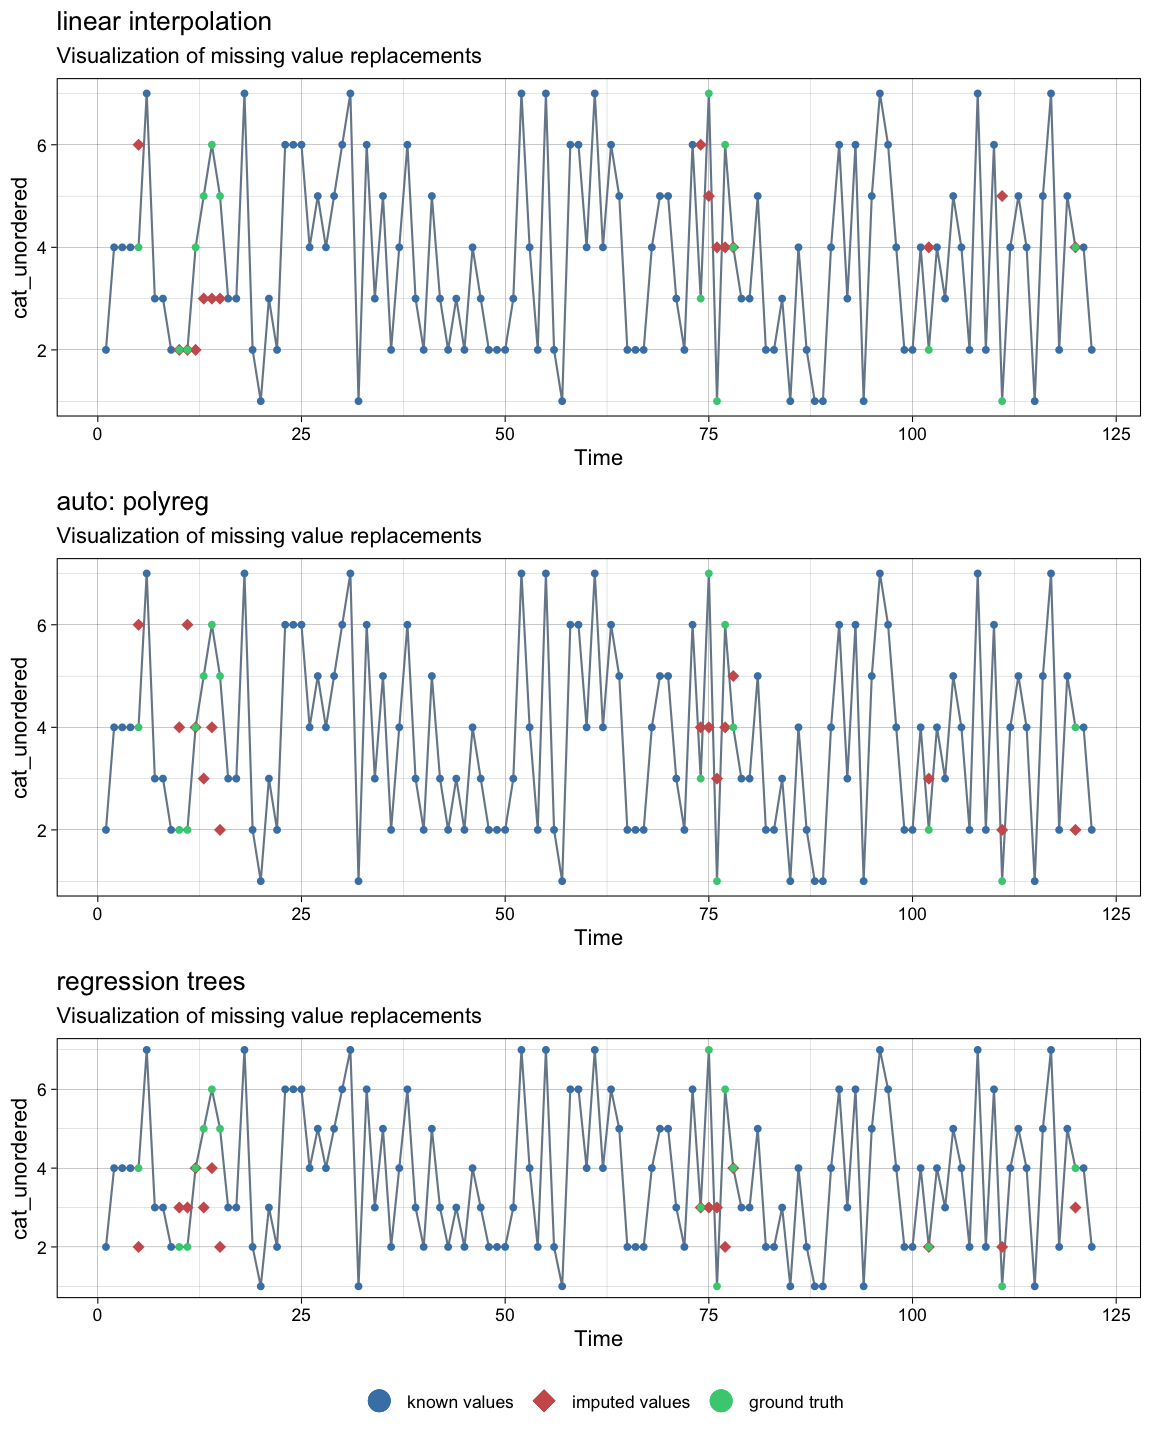 linear interpolation
Visualization of missing value replacements
cat_unordered
6
4
2
0 25 50 75 100 125
Time
auto: polyreg
Visualization of missing value replacements
cat_unordered
6
4
2
0 25 50 75 100 125
Time
regression trees
Visualization of missing value replacements
cat_unordered
6
4
2
0 25 50 75 100 125
Time
known values imputed values ground truth